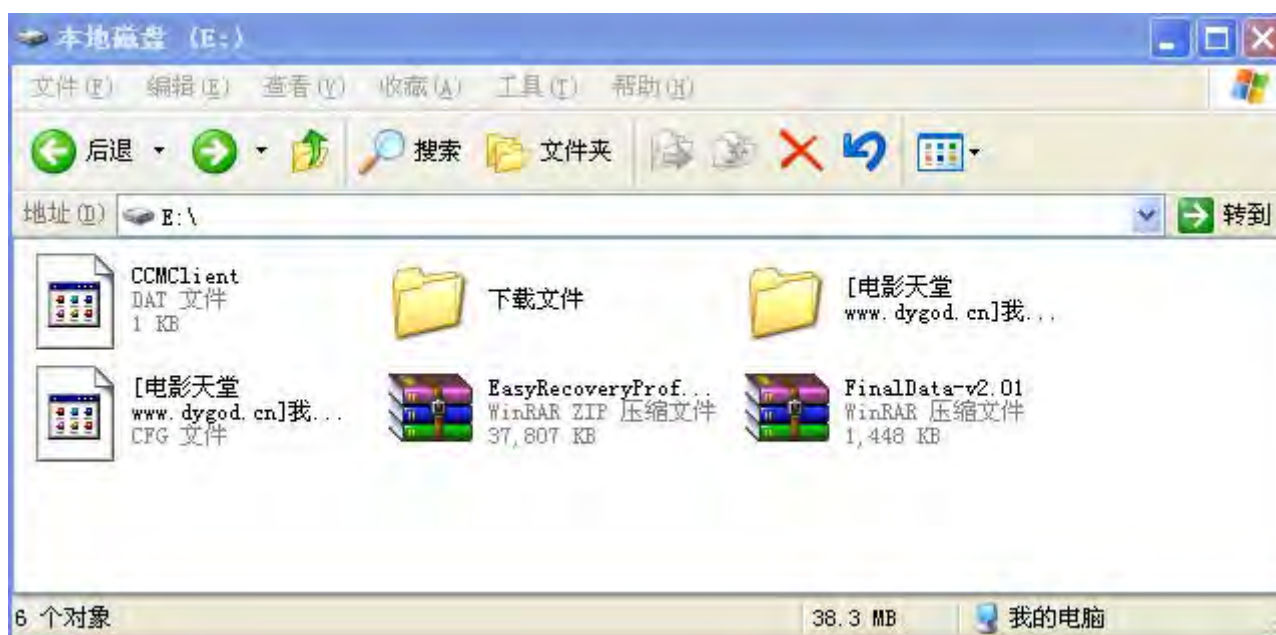 本地磁盘 (E:)
文件(F) 编辑(E) 查看(V) 收藏(A) 工具(T) 帮助(H)
后退 搜索 文件夹
地址(D) E:\ 转到
CCMClient
DAT 文件
1 KB
下载文件
[电影天堂
www.dygod.cn]我...
[电影天堂
www.dygod.cn]我...
CFG 文件
EasyRecoveryProf...
WinRAR ZIP 压缩文件
37,807 KB
FinalData-v2.01
WinRAR 压缩文件
1,448 KB
6 个对象 38.3 MB 我的电脑